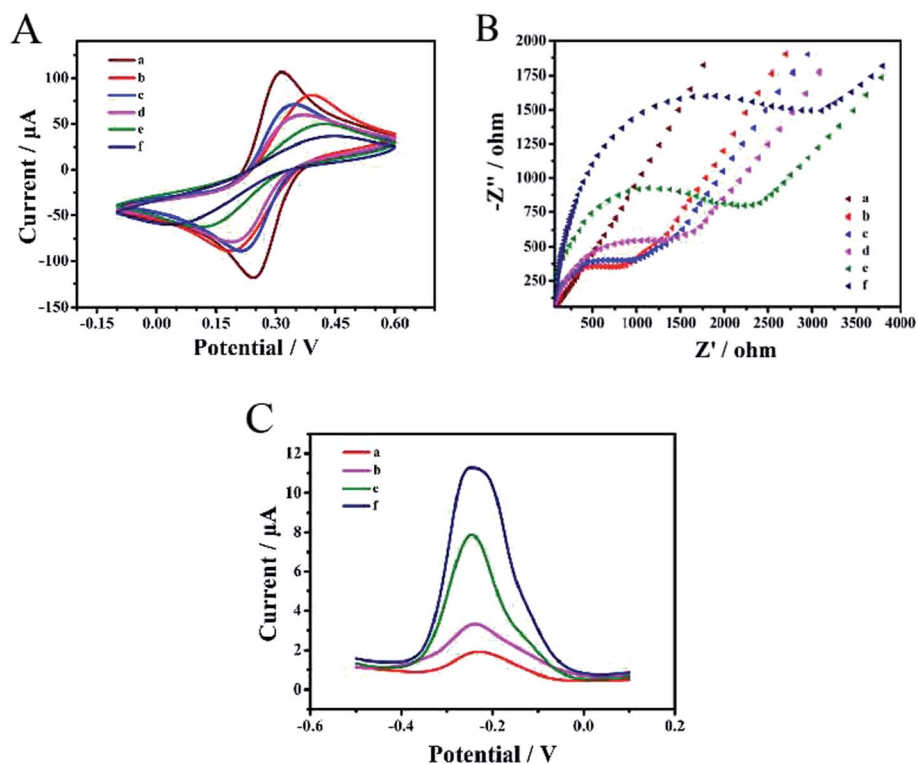 A
a
b
c
d
e
f
100
50
0
-50
-100
-150
Current / µA
-0.15 0.00 0.15 0.30 0.45 0.60
Potential / V
B
2000
1750
1500
1250
1000
750
500
250
-Z'' / ohm
a
b
c
d
e
f
500 1000 1500 2000 2500 3000 3500 4000
Z' / ohm
C
a
b
e
f
12
10
8
6
4
2
0
Current / µA
-0.6 -0.4 -0.2 0.0 0.2
Potential / V